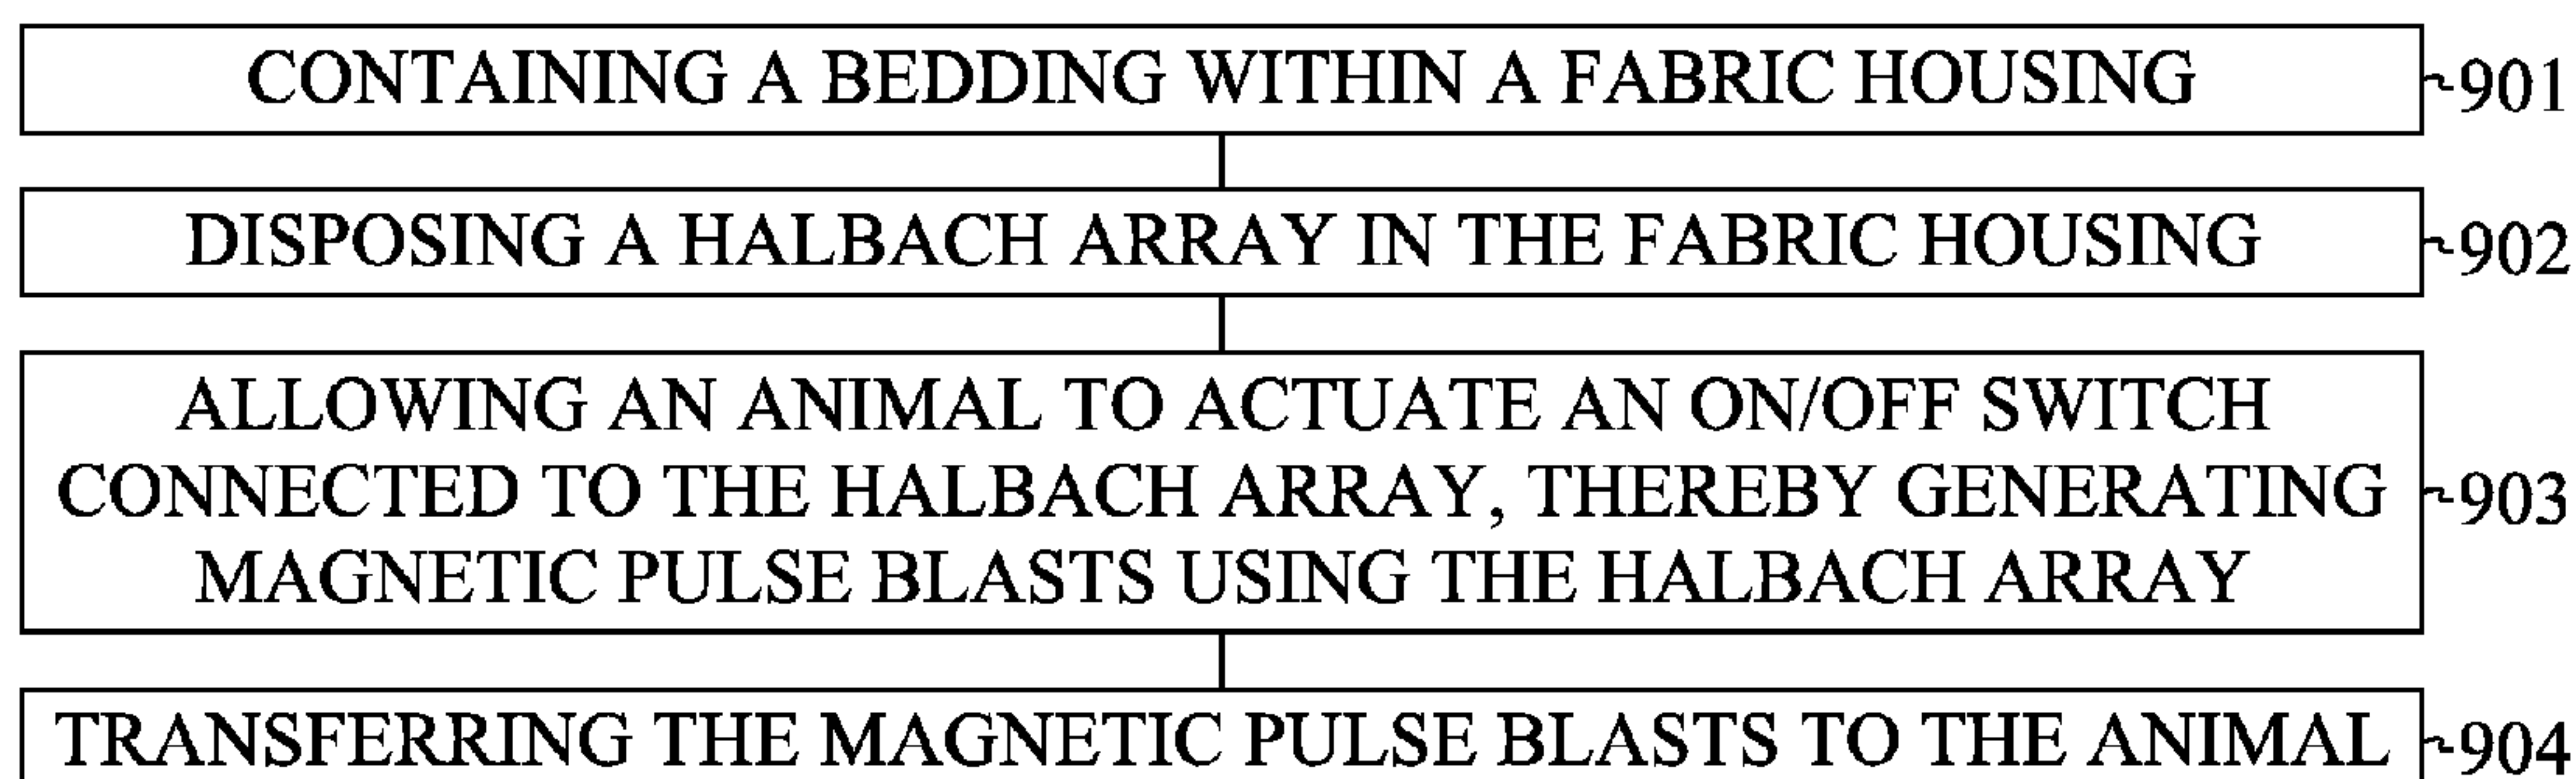 CONTAINING A BEDDING WITHIN A FABRIC HOUSING
901
DISPOSING A HALBACH ARRAY IN THE FABRIC HOUSING
902
ALLOWING AN ANIMAL TO ACTUATE AN ON/OFF SWITCH
CONNECTED TO THE HALBACH ARRAY, THEREBY GENERATING
MAGNETIC PULSE BLASTS USING THE HALBACH ARRAY
903
TRANSFERRING THE MAGNETIC PULSE BLASTS TO THE ANIMAL
904